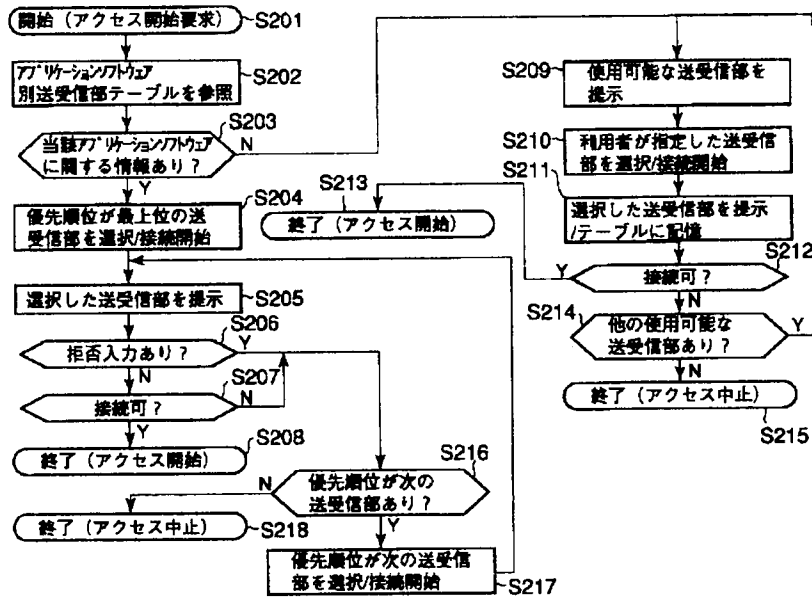 開始（アクセス開始要求）
S201
アプリケーションソフトウェア
別送受信部テーブルを参照
S202
当該アプリケーションソフトウェア
に関する情報あり？
S203
N
Y
優先順位が最上位の送
受信部を選択/接続開始
S204
選択した送受信部を提示
S205
拒否入力あり？
S206
Y
N
接続可？
S207
N
Y
終了（アクセス開始）
S208
使用可能な送受信部を
提示
S209
利用者が指定した送受信
部を選択/接続開始
S210
選択した送受信部を提示
/テーブルに記憶
S211
接続可？
S212
Y
N
終了（アクセス開始）
S213
他の使用可能な
送受信部あり？
S214
Y
N
終了（アクセス中止）
S215
優先順位が次の
送受信部あり？
S216
N
Y
優先順位が次の送受信
部を選択/接続開始
S217
終了（アクセス中止）
S218